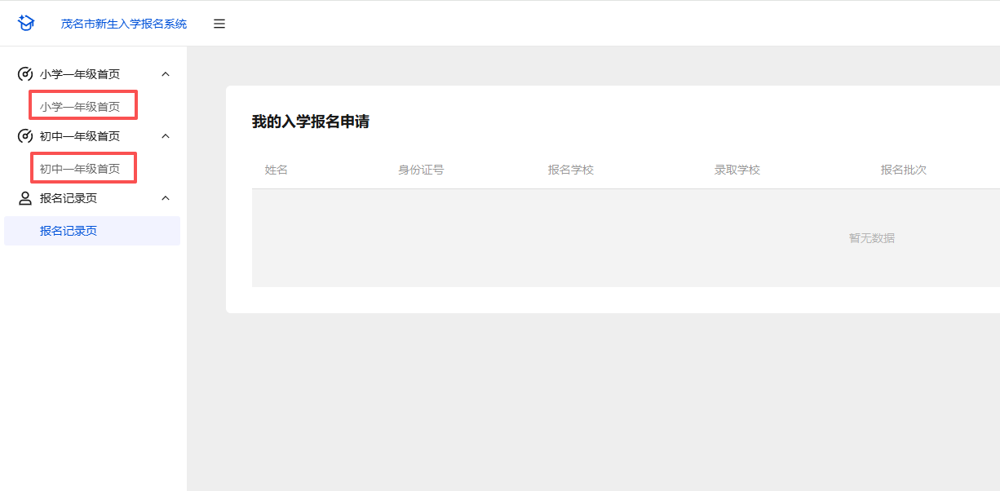 茂名市新生入学报名系统
小学一年级首页
小学一年级首页
初中一年级首页
初中一年级首页
报名记录页
报名记录页
我的入学报名申请
姓名 身份证号 报名学校 录取学校 报名批次
暂无数据